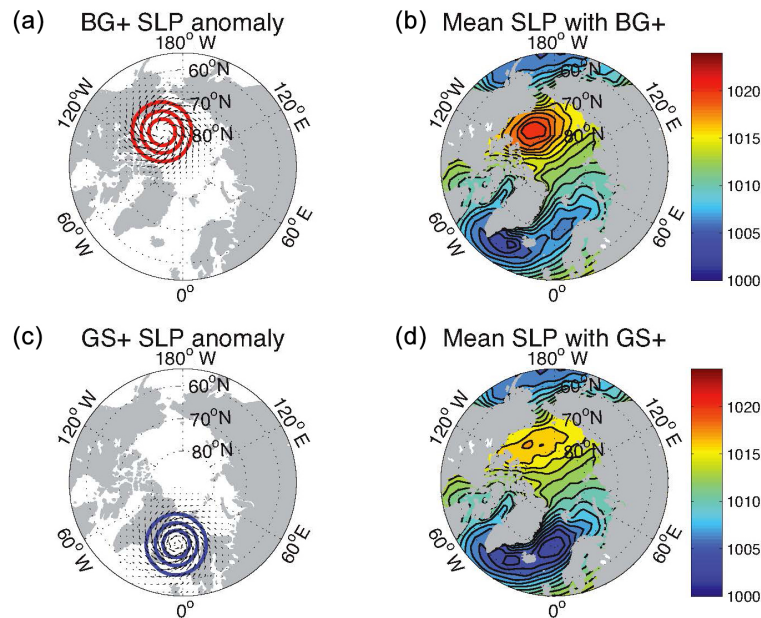 (a) BG+ SLP anomaly
180° W
60°N
70°N
80°N
120°W
120°E
60°W
60°E
0°
(b) Mean SLP with BG+
180° W
60°N
70°N
80°N
120°W
120°E
60°W
60°E
0°
1020
1015
1010
1005
1000
(c) GS+ SLP anomaly
180° W
60°N
70°N
80°N
120°W
120°E
60°W
60°E
0°
(d) Mean SLP with GS+
180° W
60°N
70°N
80°N
120°W
120°E
60°W
60°E
0°
1020
1015
1010
1005
1000